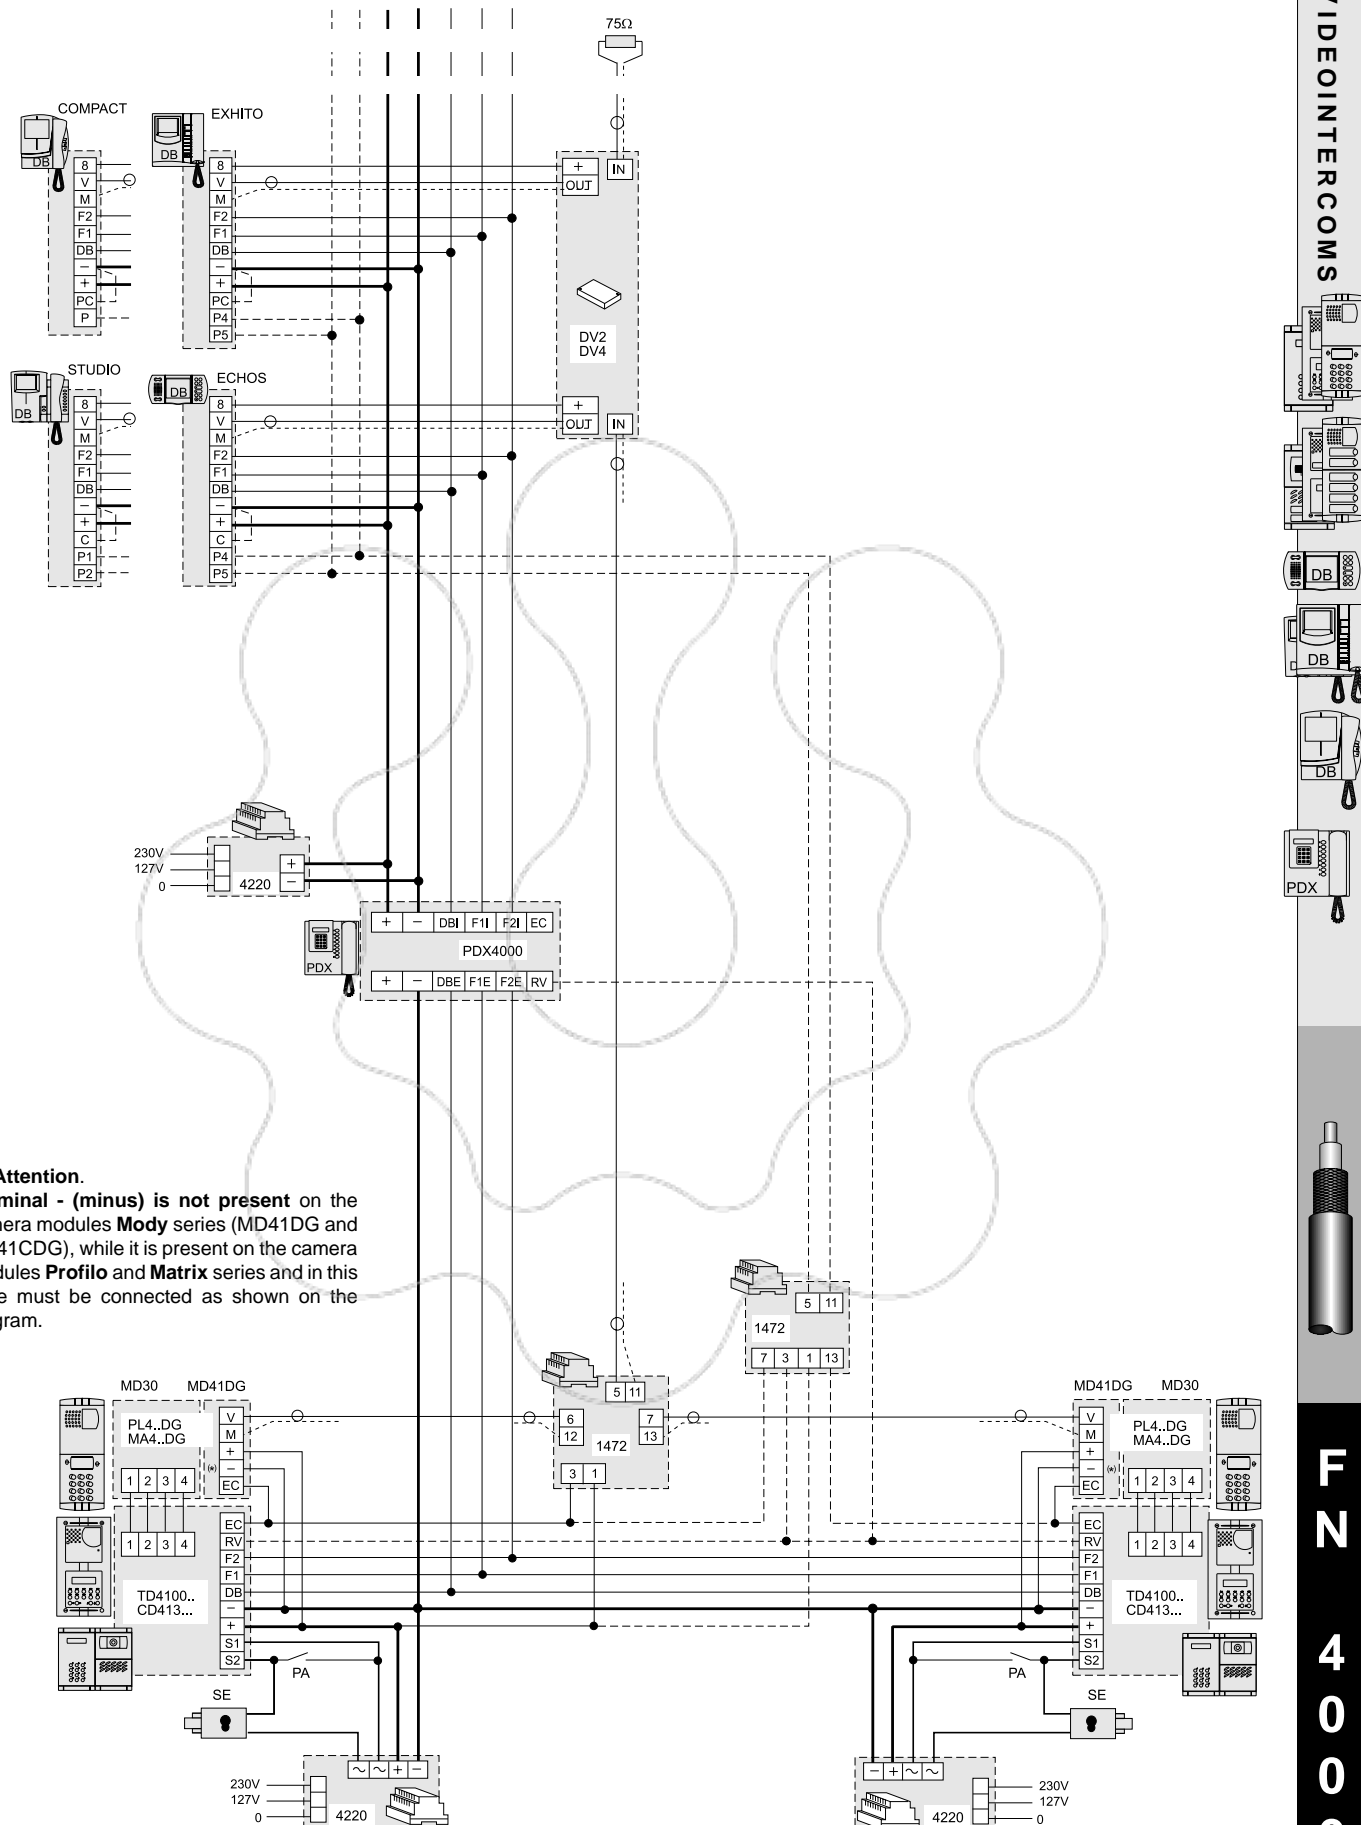 75Ω
COMPACT
EXHITO
DB
DB
8
V
M
F2
F1
DB
–
+
PC
P
8
V
M
F2
F1
DB
–
+
PC
P4
P5
+
OUT
IN
DV2
DV4
+
OUT
IN
STUDIO
ECHOS
DB
DB
8
V
M
F2
F1
DB
–
+
C
P1
P2
8
V
M
F2
F1
DB
–
+
C
P4
P5
230V
127V
0
4220
+
–
PDX
+ – DBI F1I F2I EC
PDX4000
+ – DBE F1E F2E RV
Attention.
minal - (minus) is not present on the
nera modules Mody series (MD41DG and
41CDG), while it is present on the camera
dules Profilo and Matrix series and in this
e must be connected as shown on the
gram.
5 11
1472
7 3 1 13
5 11
6
12
7
13
1472
3 1
MD30
MD41DG
PL4..DG
MA4..DG
V
M
+
–
EC
(*)
1 2 3 4
1 2 3 4
TD4100..
CD413...
EC
RV
F2
F1
DB
–
+
S1
S2
PA
SE
~ ~ + –
230V
127V
0
4220
MD41DG
MD30
V
M
+
–
EC
(*)
PL4..DG
MA4..DG
1 2 3 4
1 2 3 4
EC
RV
F2
F1
DB
–
+
S1
S2
TD4100..
CD413...
PA
SE
– + ~ ~
4220
230V
127V
0
VIDEOINTERCOMS
DB
DB
DB
PDX
FN 400